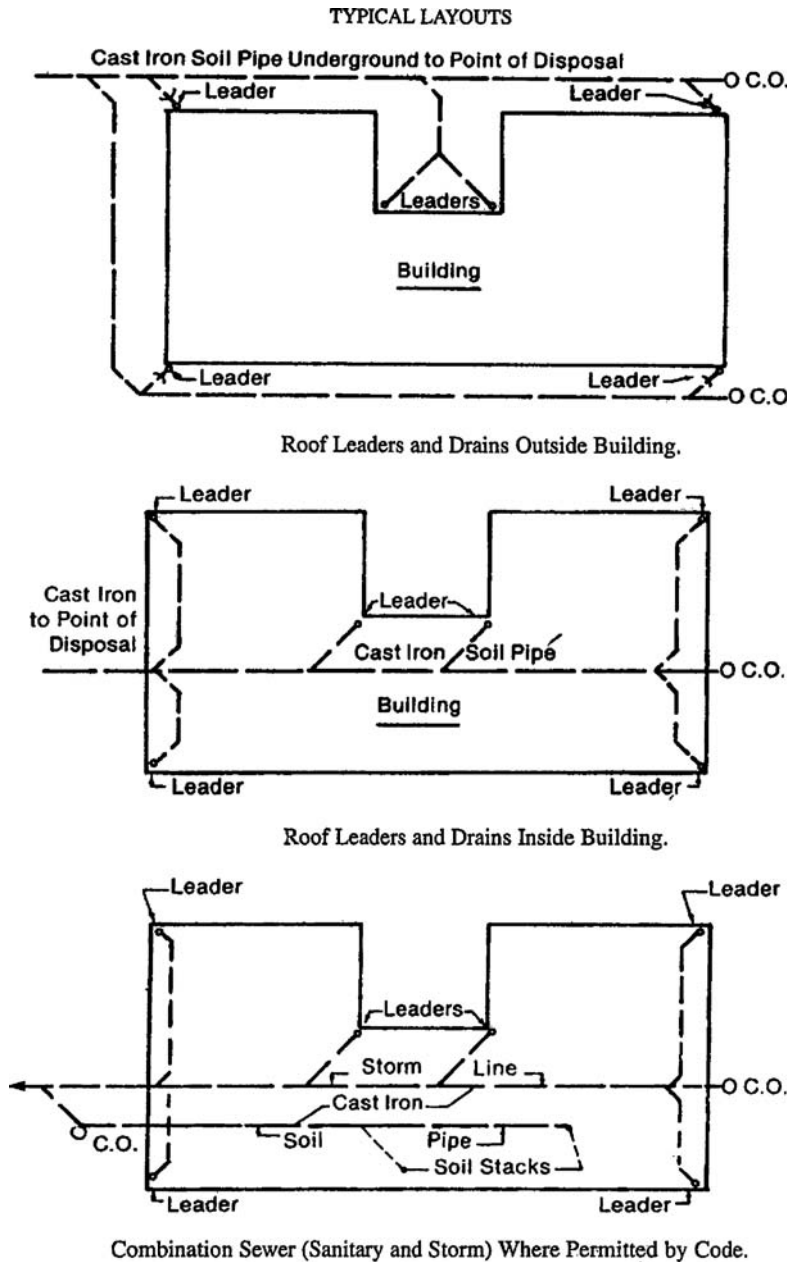 TYPICAL LAYOUTS
Cast Iron Soil Pipe Underground to Point of Disposal
O C.O.
Leader
Leader
Leaders
Building
Leader
Leader
O C.O.
Roof Leaders and Drains Outside Building.
Leader
Leader
Cast Iron
to Point of
Disposal
Leader
Cast Iron Soil Pipe
O C.O.
Building
Leader
Leader
Roof Leaders and Drains Inside Building.
Leader
Leader
Leaders
Storm Line
O C.O.
Cast Iron
C.O.
Soil Pipe
Soil Stacks
Leader
Leader
Combination Sewer (Sanitary and Storm) Where Permitted by Code.